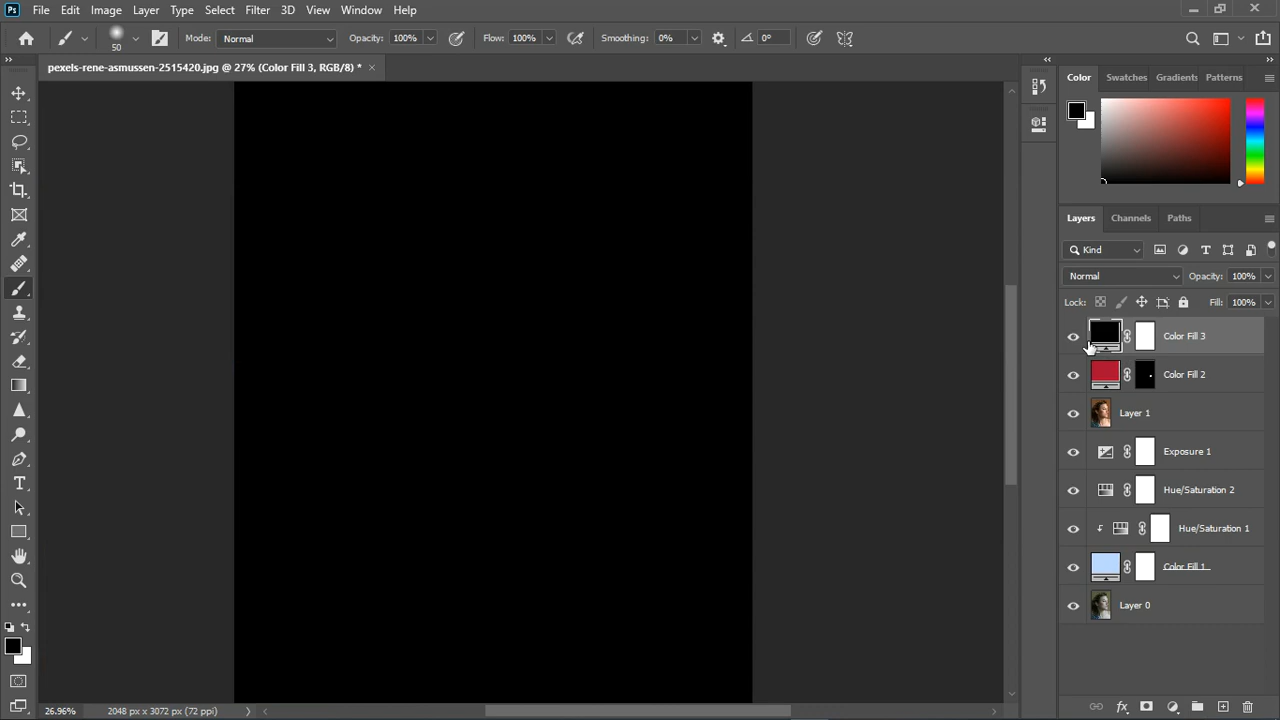 Ps File Edit Image Layer Type Select Filter 3D View Window Help
50 Mode: Normal Opacity: 100% Flow: 100% Smoothing: 0% 0°
pexels-rene-asmussen-2515420.jpg @ 27% (Color Fill 3, RGB/8) *
Color Swatches Gradients Patterns
Layers Channels Paths
Kind
Normal Opacity: 100%
Lock: Fill: 100%
Color Fill 3
Color Fill 2
Layer 1
Exposure 1
Hue/Saturation 2
Hue/Saturation 1
Color Fill 1
Layer 0
26.96% 2048 px x 3072 px (72 ppi)
fx